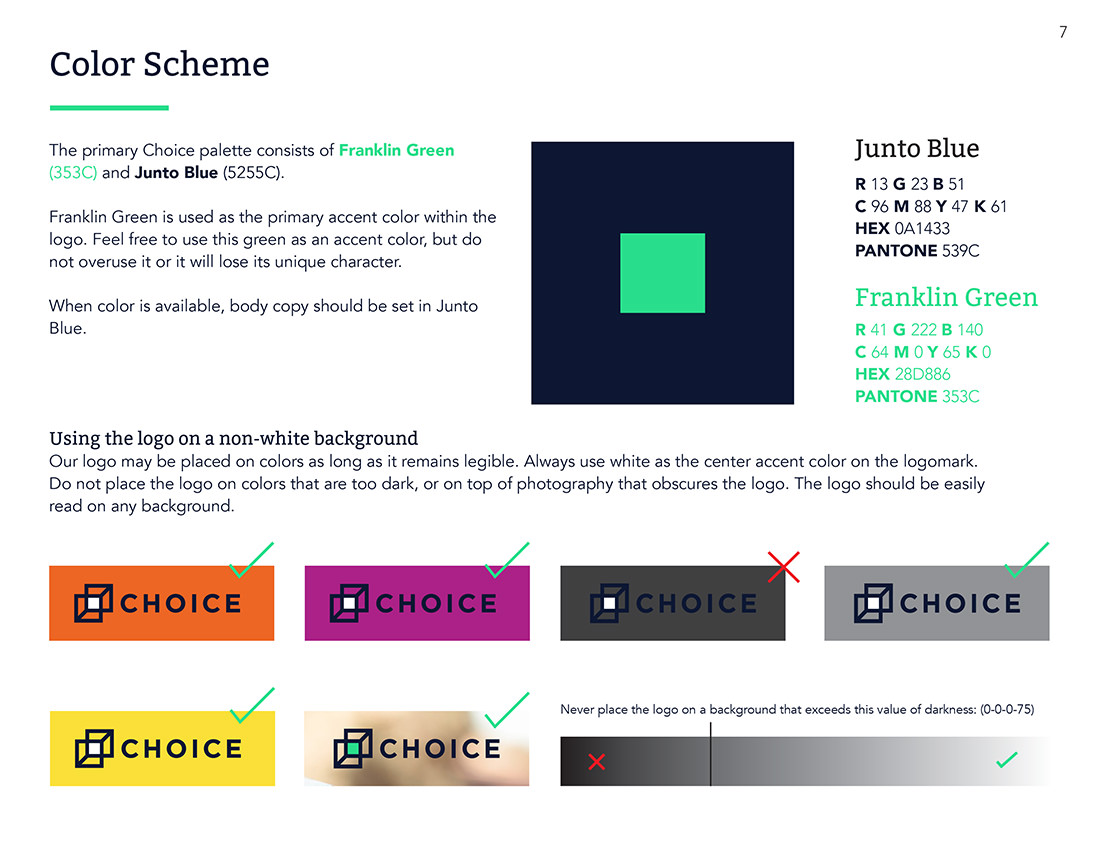 7
Color Scheme
The primary Choice palette consists of Franklin Green
(353C) and Junto Blue (5255C).
Franklin Green is used as the primary accent color within the
logo. Feel free to use this green as an accent color, but do
not overuse it or it will lose its unique character.
When color is available, body copy should be set in Junto
Blue.
Junto Blue
R 13 G 23 B 51
C 96 M 88 Y 47 K 61
HEX 0A1433
PANTONE 539C
Franklin Green
R 41 G 222 B 140
C 64 M 0 Y 65 K 0
HEX 28D886
PANTONE 353C
Using the logo on a non-white background
Our logo may be placed on colors as long as it remains legible. Always use white as the center accent color on the logomark.
Do not place the logo on colors that are too dark, or on top of photography that obscures the logo. The logo should be easily
read on any background.
CHOICE
CHOICE
CHOICE
CHOICE
CHOICE
CHOICE
Never place the logo on a background that exceeds this value of darkness: (0-0-0-75)